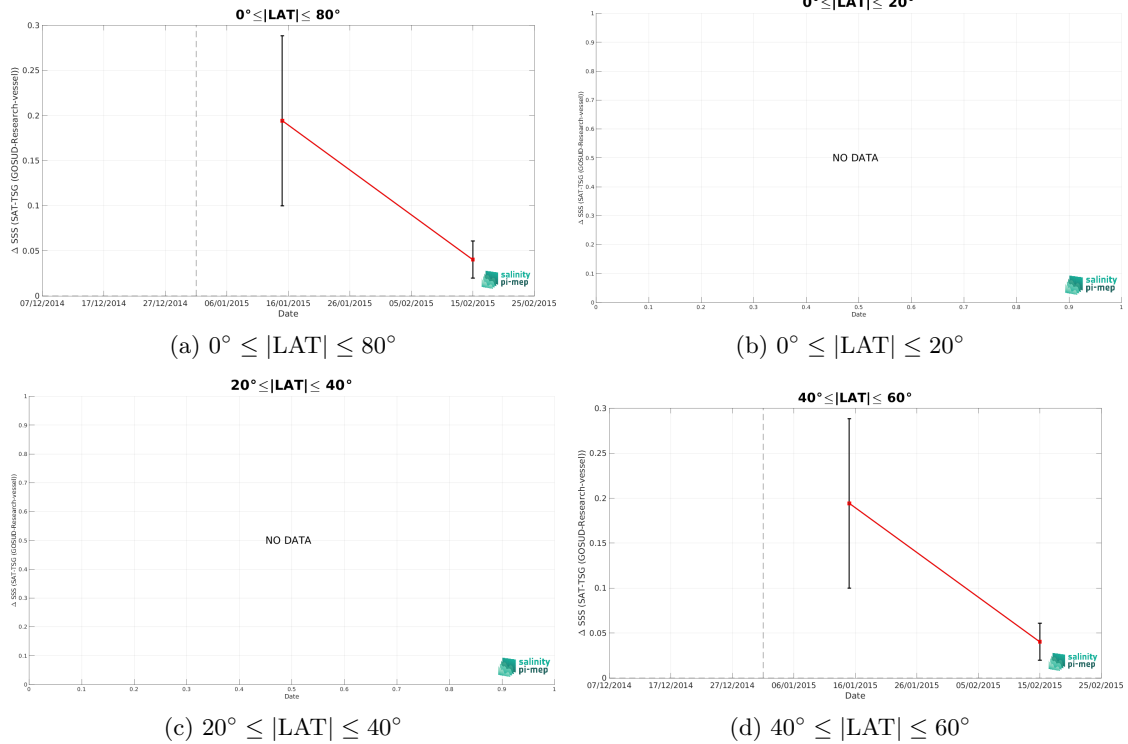 0°≤|LAT|≤ 80°
Δ SSS (SAT-TSG (GOSUD-Research-vessel))
0.3
0.25
0.2
0.15
0.1
0.05
0
07/12/2014 17/12/2014 27/12/2014 06/01/2015 16/01/2015 26/01/2015 05/02/2015 15/02/2015 25/02/2015
Date
salinity
pi-mep
(a) 0° ≤ |LAT| ≤ 80°
0°≤|LAT|≤ 20°
Δ SSS (SAT-TSG (GOSUD-Research-vessel))
1
0.9
0.8
0.7
0.6
0.5
0.4
0.3
0.2
0.1
0
NO DATA
0 0.1 0.2 0.3 0.4 0.5 0.6 0.7 0.8 0.9 1
Date
salinity
pi-mep
(b) 0° ≤ |LAT| ≤ 20°
20°≤|LAT|≤ 40°
Δ SSS (SAT-TSG (GOSUD-Research-vessel))
1
0.9
0.8
0.7
0.6
0.5
0.4
0.3
0.2
0.1
0
NO DATA
0 0.1 0.2 0.3 0.4 0.5 0.6 0.7 0.8 0.9 1
Date
salinity
pi-mep
(c) 20° ≤ |LAT| ≤ 40°
40°≤|LAT|≤ 60°
Δ SSS (SAT-TSG (GOSUD-Research-vessel))
0.3
0.25
0.2
0.15
0.1
0.05
0
07/12/2014 17/12/2014 27/12/2014 06/01/2015 16/01/2015 26/01/2015 05/02/2015 15/02/2015 25/02/2015
Date
salinity
pi-mep
(d) 40° ≤ |LAT| ≤ 60°